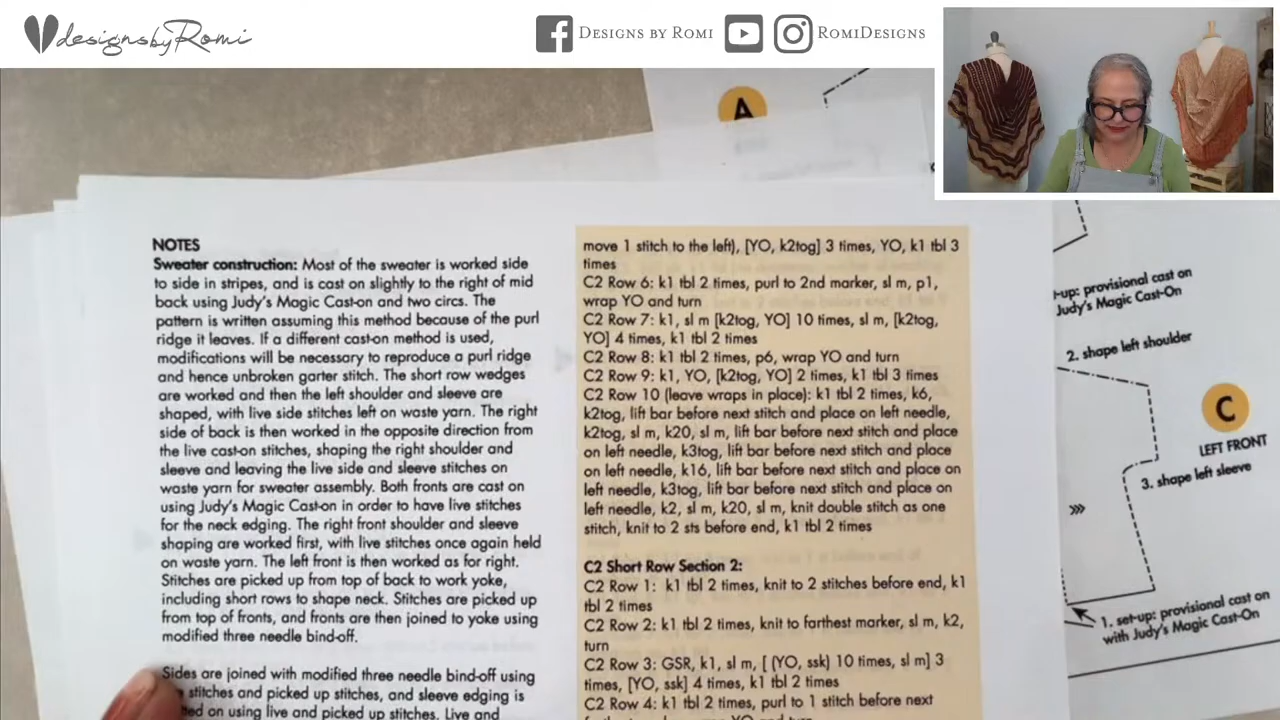 designsbyRomi
DESIGNS BY ROMI
ROMIDESIGNS
A
NOTES
Sweater construction: Most of the sweater is worked side
to side in stripes, and is cast on slightly to the right of mid
back using Judy's Magic Cast-on and two circs. The
pattern is written assuming this method because of the purl
ridge it leaves. If a different cast-on method is used,
modifications will be necessary to reproduce a purl ridge
and hence unbroken garter stitch. The short row wedges
are worked and then the left shoulder and sleeve are
shaped, with live side stitches left on waste yarn. The right
side of back is then worked in the opposite direction from
the live cast-on stitches, shaping the right shoulder and
sleeve and leaving the live side and sleeve stitches on
waste yarn for sweater assembly. Both fronts are cast on
using Judy's Magic Cast-on in order to have live stitches
for the neck edging. The right front shoulder and sleeve
shaping are worked first, with live stitches once again held
on waste yarn. The left front is then worked as for right.
Stitches are picked up from top of back to work yoke,
including short rows to shape neck. Stitches are picked up
from top of fronts, and fronts are then joined to yoke using
modified three needle bind-off.
Sides are joined with modified three needle bind-off using
stitches and picked up stitches, and sleeve edging is
on using live and picked up stitches. Live and
move 1 stitch to the left), [YO, k2tog] 3 times, YO, k1 tbl 3
times
C2 Row 6: k1 tbl 2 times, purl to 2nd marker, sl m, p1,
wrap YO and turn
C2 Row 7: k1, sl m [k2tog, YO] 10 times, sl m, [k2tog,
YO] 4 times, k1 tbl 2 times
C2 Row 8: k1 tbl 2 times, p6, wrap YO and turn
C2 Row 9: k1, YO, [k2tog, YO] 2 times, k1 tbl 3 times
C2 Row 10 (leave wraps in place): k1 tbl 2 times, k6,
k2tog, lift bar before next stitch and place on left needle,
k2tog, sl m, k20, sl m, lift bar before next stitch and place
on left needle, k3tog, lift bar before next stitch and place
on left needle, k16, lift bar before next stitch and place on
left needle, k3tog, lift bar before next stitch and place on
left needle, k2, sl m, k20, sl m, knit double stitch as one
stitch, knit to 2 sts before end, k1 tbl 2 times
C2 Short Row Section 2:
C2 Row 1: k1 tbl 2 times, knit to 2 stitches before end, k1
tbl 2 times
C2 Row 2: k1 tbl 2 times, knit to farthest marker, sl m, k2,
turn
C2 Row 3: GSR, k1, sl m, [ (YO, ssk) 10 times, sl m] 3
times, [YO, ssk] 4 times, k1 tbl 2 times
C2 Row 4: k1 tbl 2 times, purl to 1 stitch before next
provisional cast on
Judy's Magic Cast-On
2. shape left shoulder
C
LEFT FRONT
3. shape left sleeve
1. set-up: provisional cast on
with Judy's Magic Cast-On